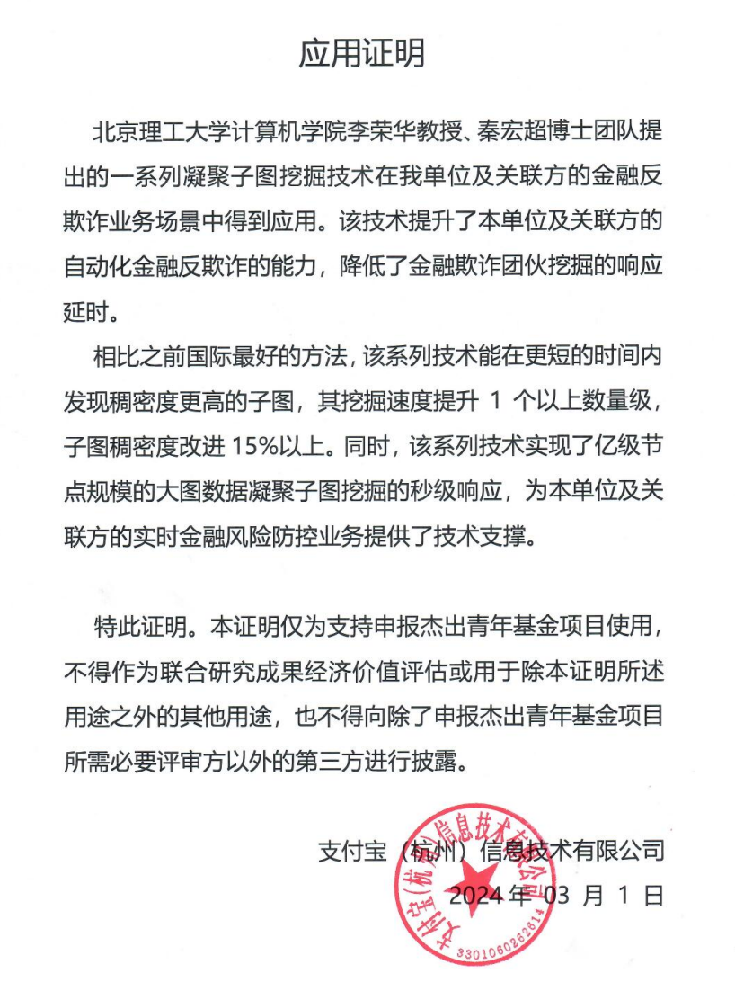 应用证明
北京理工大学计算机学院李荣华教授、秦宏超博士团队提
出的一系列凝聚子图挖掘技术在我单位及关联方的金融反
欺诈业务场景中得到应用。该技术提升了本单位及关联方的
自动化金融反欺诈的能力，降低了金融欺诈团伙挖掘的响应
延时。
相比之前国际最好的方法，该系列技术能在更短的时间内
发现稠密度更高的子图，其挖掘速度提升 1 个以上数量级，
子图稠密度改进 15%以上。同时，该系列技术实现了亿级节
点规模的大图数据凝聚子图挖掘的秒级响应，为本单位及关
联方的实时金融风险防控业务提供了技术支撑。
特此证明。本证明仅为支持申报杰出青年基金项目使用，
不得作为联合研究成果经济价值评估或用于除本证明所述
用途之外的其他用途，也不得向除了申报杰出青年基金项目
所需必要评审方以外的第三方进行披露。
支付宝（杭州）信息技术有限公司
2024 年 03 月 1 日
支付宝(杭州)信息技术有限公司
3301060262614